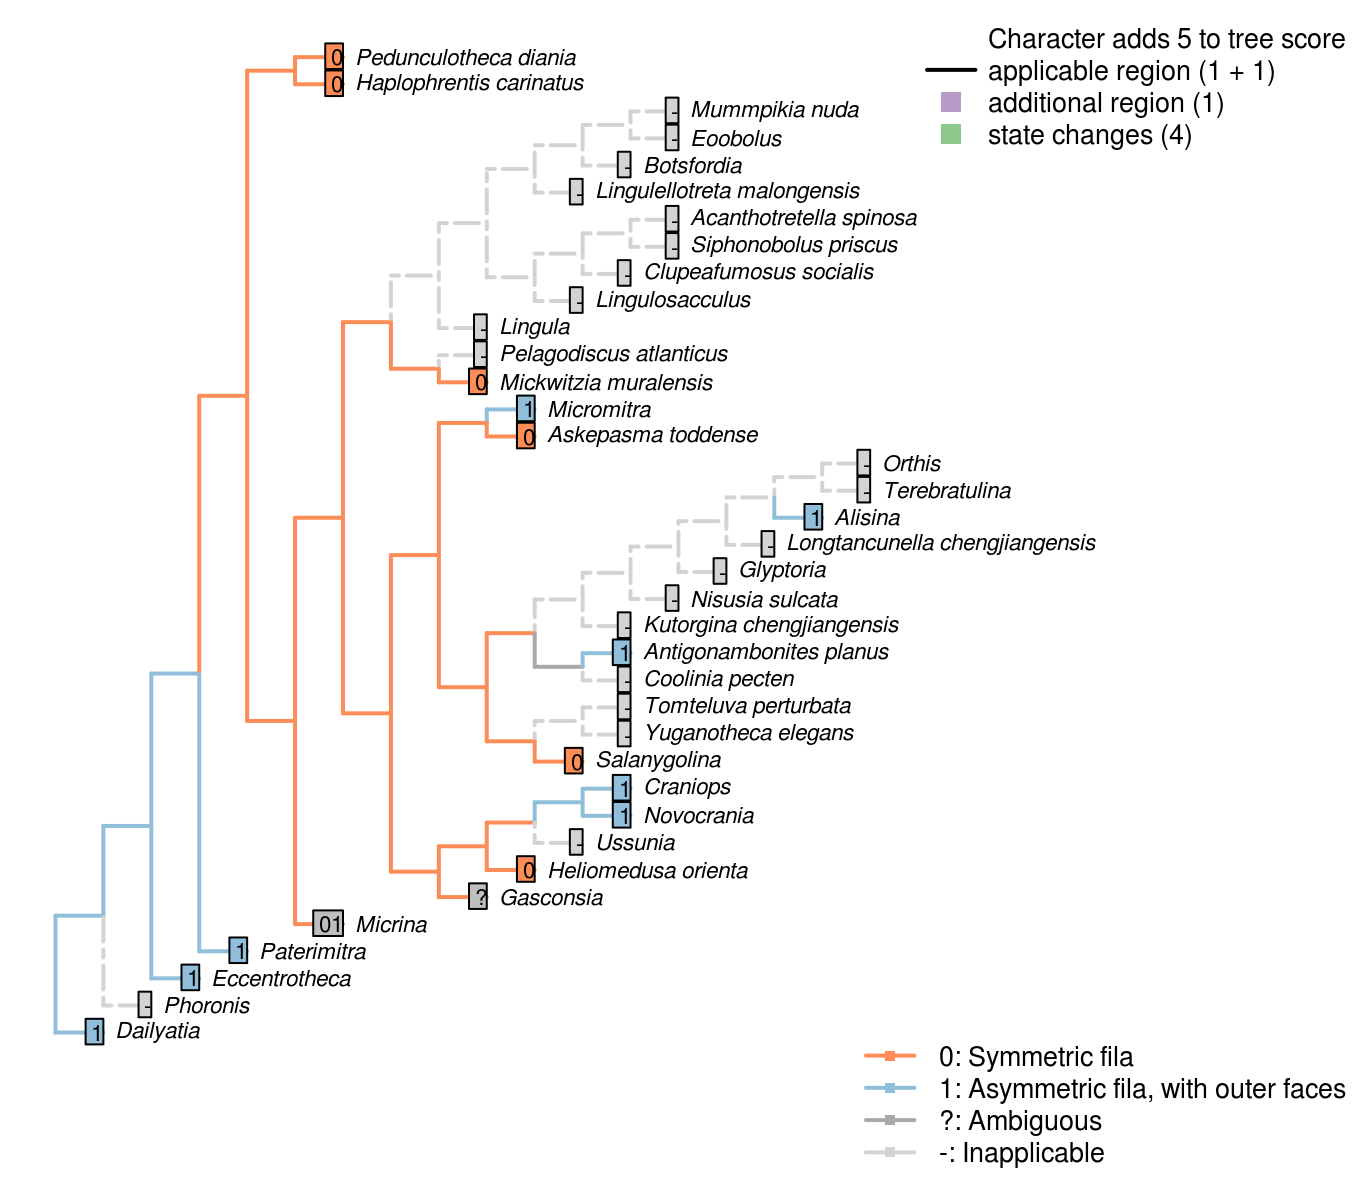 Character adds 5 to tree score
applicable region (1 + 1)
additional region (1)
state changes (4)
0 Pedunculotheca diania
0 Haplophrentis carinatus
- Mummpikia nuda
- Eoobolus
- Botsfordia
- Lingulellotreta malongensis
- Acanthotretella spinosa
- Siphonobolus priscus
- Clupeafumosus socialis
- Lingulosacculus
- Lingula
- Pelagodiscus atlanticus
0 Mickwitzia muralensis
1 Micromitra
0 Askepasma toddense
- Orthis
- Terebratulina
1 Alisina
- Longtancunella chengjiangensis
- Glyptoria
- Nisusia sulcata
- Kutorgina chengjiangensis
1 Antigonambonites planus
- Coolinia pecten
- Tomteluva perturbata
- Yuganotheca elegans
0 Salanygolina
1 Craniops
1 Novocrania
- Ussunia
0 Heliomedusa orienta
? Gasconsia
01 Micrina
1 Paterimitra
1 Eccentrotheca
- Phoronis
1 Dailyatia
0: Symmetric fila
1: Asymmetric fila, with outer faces
?: Ambiguous
-: Inapplicable